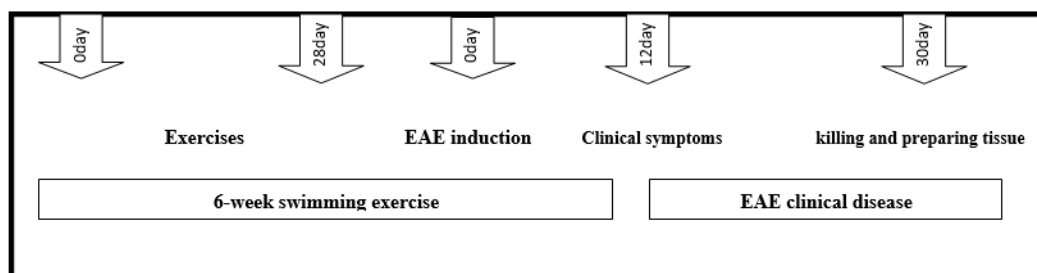 0day 28day 0day 12day 30day
Exercises EAE induction Clinical symptoms killing and preparing tissue
6-week swimming exercise EAE clinical disease